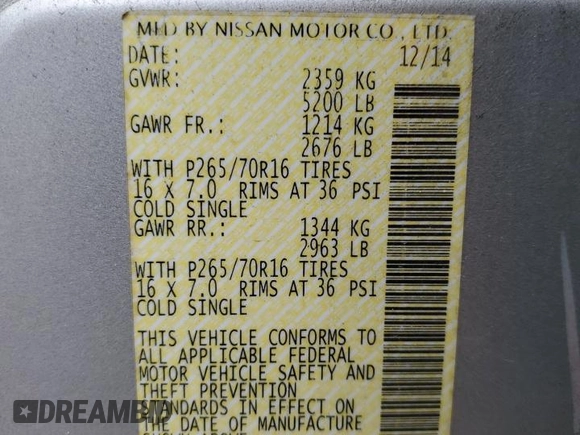 MFD BY NISSAN MOTOR CO., LTD.
DATE: 12/14
GVWR: 2359 KG
5200 LB
GAWR FR.: 1214 KG
2676 LB
WITH P265/70R16 TIRES
16 X 7.0 RIMS AT 36 PSI
COLD SINGLE
GAWR RR.: 1344 KG
2963 LB
WITH P265/70R16 TIRES
16 X 7.0 RIMS AT 36 PSI
COLD SINGLE
THIS VEHICLE CONFORMS TO
ALL APPLICABLE FEDERAL
MOTOR VEHICLE SAFETY AND
THEFT PREVENTION
STANDARDS IN EFFECT ON
THE DATE OF MANUFACTURE
DREAMBID